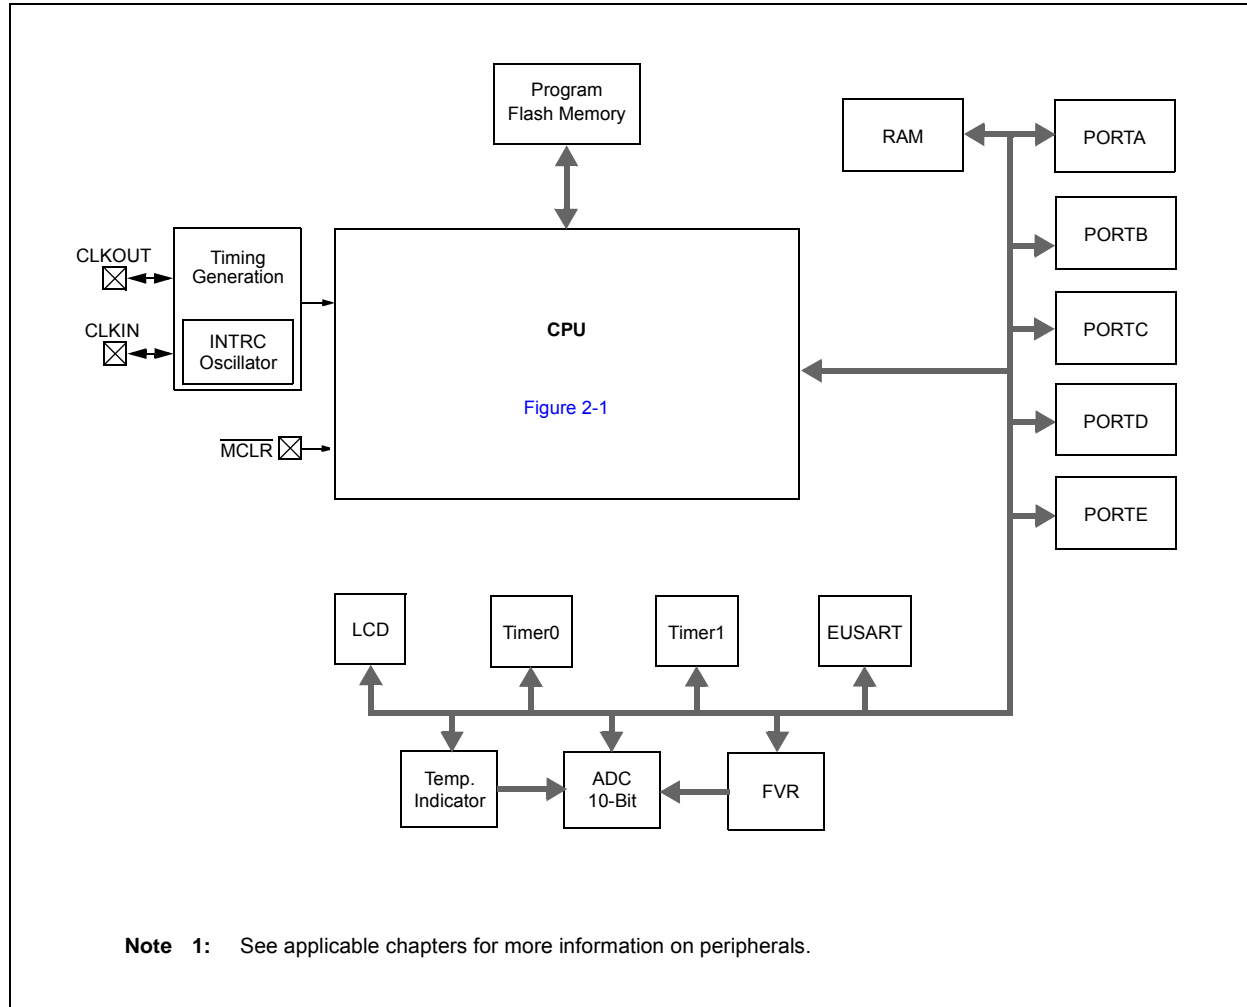 Program
Flash Memory
RAM
PORTA
PORTB
PORTC
PORTD
PORTE
CLKOUT
CLKIN
Timing
Generation
INTRC
Oscillator
MCLR
CPU
Figure 2-1
LCD
Timer0
Timer1
EUSART
Temp.
Indicator
ADC
10-Bit
FVR
Note 1: See applicable chapters for more information on peripherals.